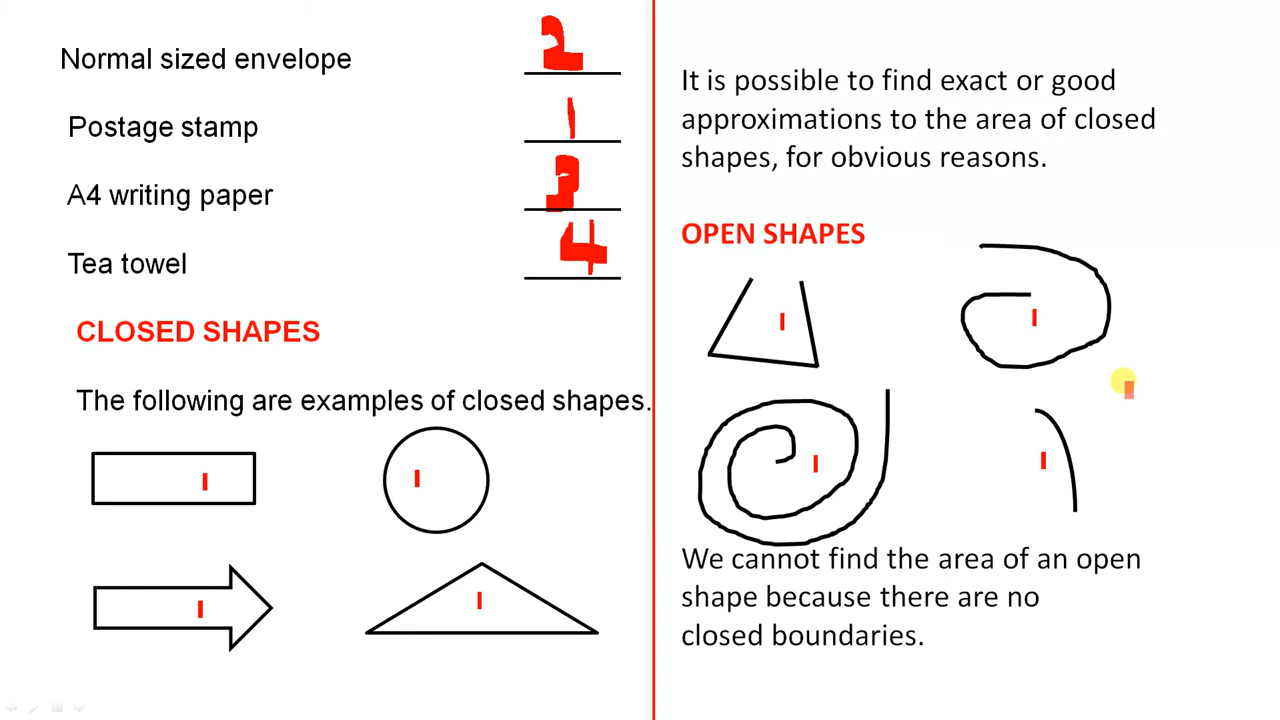 Normal sized envelope 2
Postage stamp 1
A4 writing paper 3
Tea towel 4
CLOSED SHAPES
The following are examples of closed shapes.
It is possible to find exact or good
approximations to the area of closed
shapes, for obvious reasons.
OPEN SHAPES
We cannot find the area of an open
shape because there are no
closed boundaries.